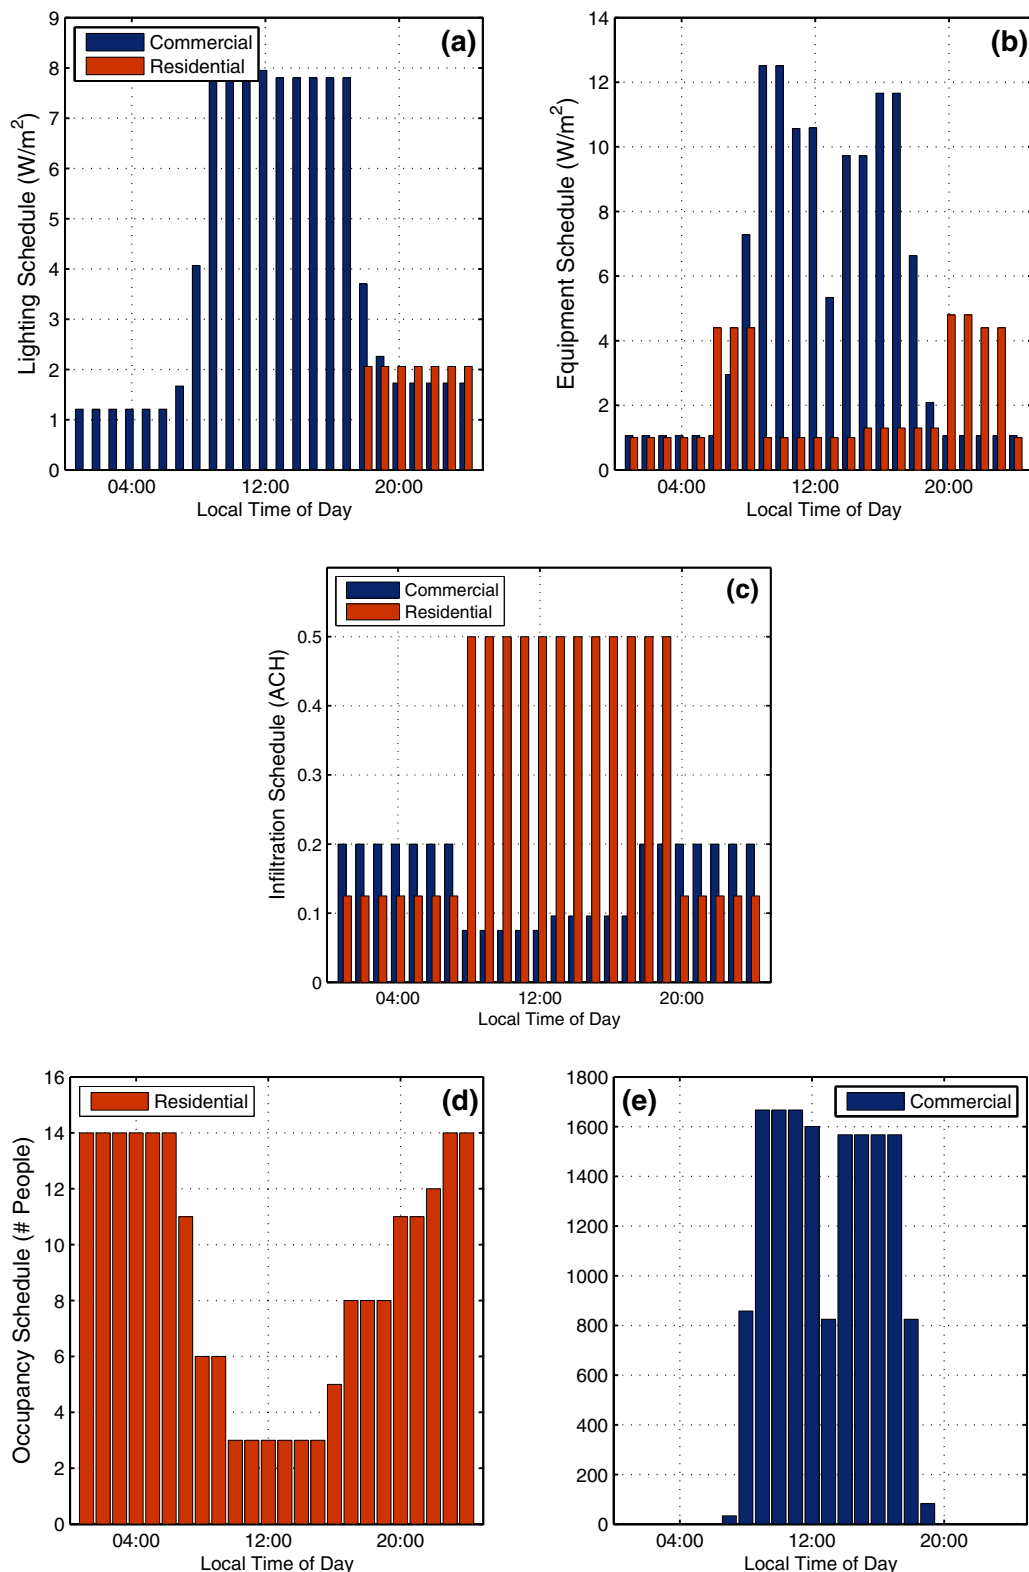 (a)
Commercial
Residential
Lighting Schedule (W/m²)
9
8
7
6
5
4
3
2
1
0
04:00 12:00 20:00
Local Time of Day
(b)
Equipment Schedule (W/m²)
14
12
10
8
6
4
2
0
04:00 12:00 20:00
Local Time of Day
(c)
Commercial
Residential
Infiltration Schedule (ACH)
0.5
0.4
0.3
0.2
0.1
0
04:00 12:00 20:00
Local Time of Day
(d)
Residential
Occupancy Schedule (# People)
16
14
12
10
8
6
4
2
0
04:00 12:00 20:00
Local Time of Day
(e)
Commercial
1800
1600
1400
1200
1000
800
600
400
200
0
04:00 12:00 20:00
Local Time of Day